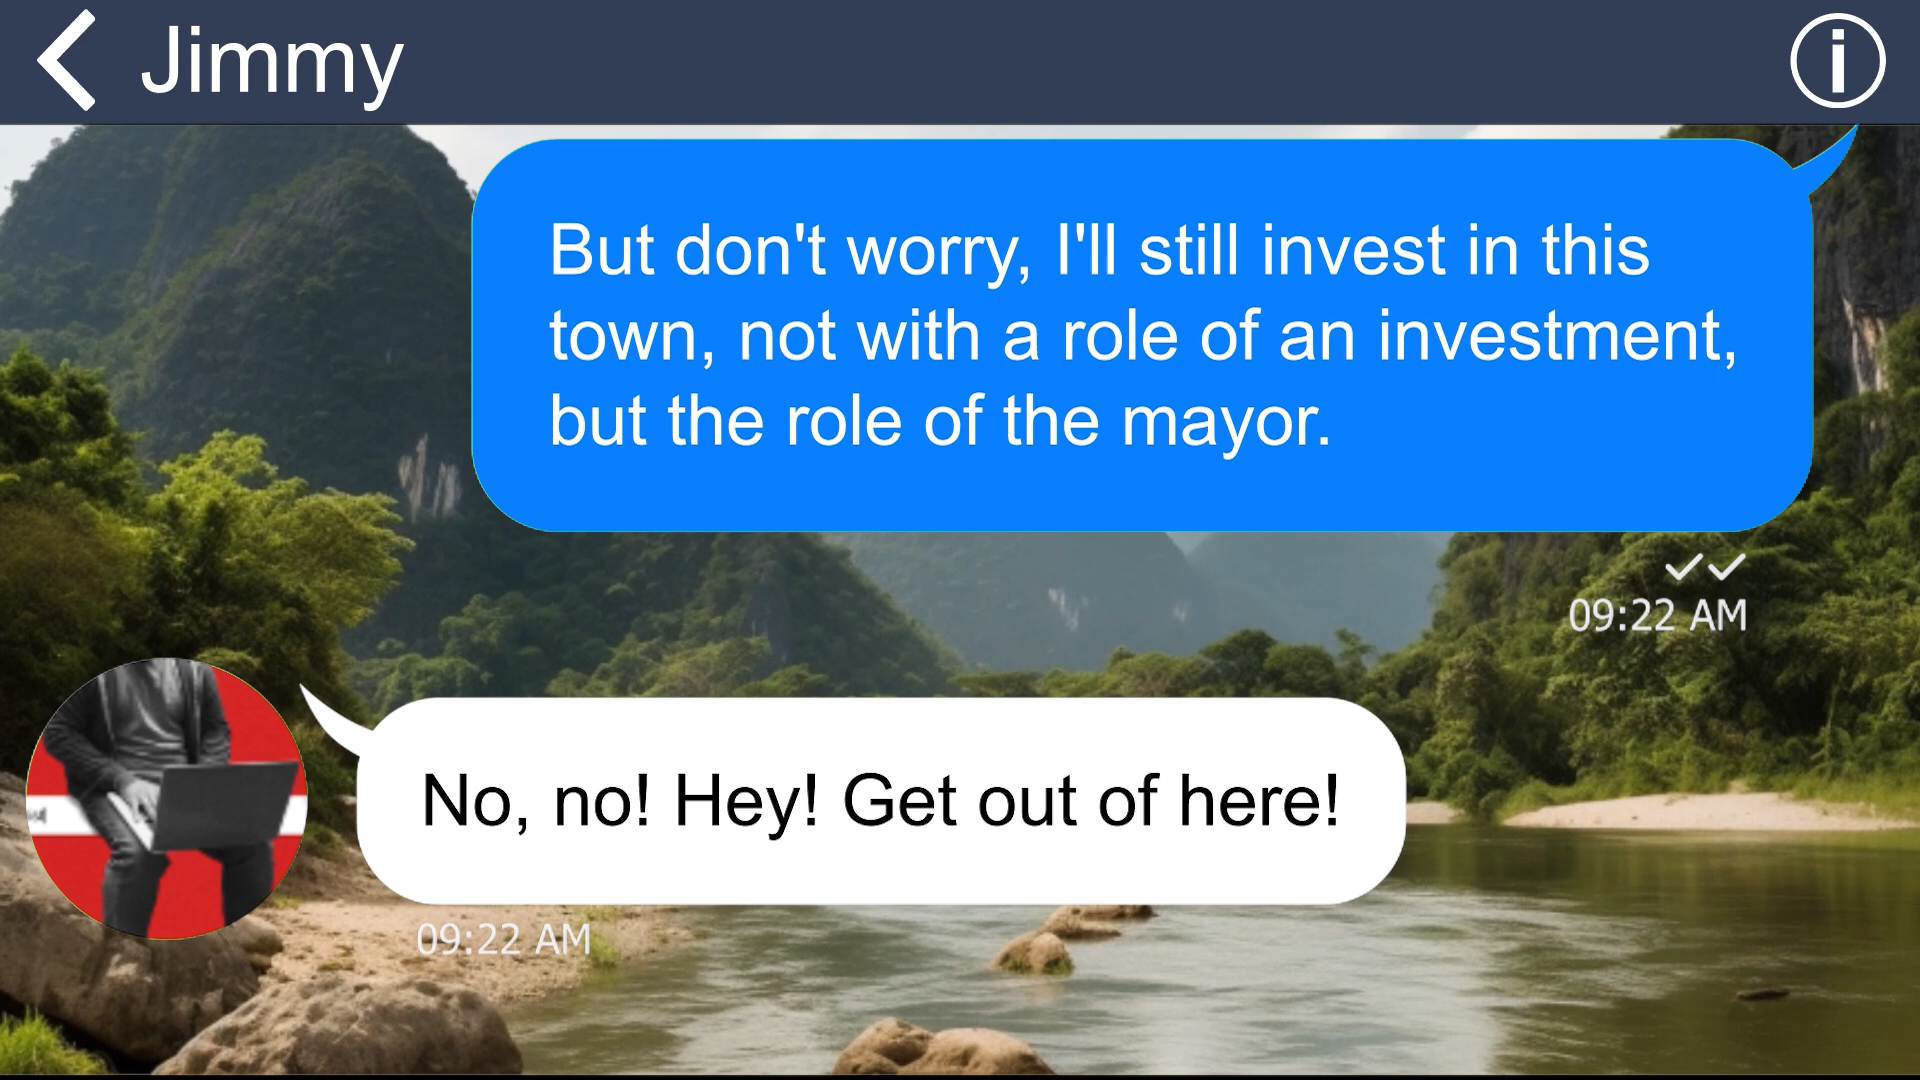 Jimmy
But don't worry, I'll still invest in this
town, not with a role of an investment,
but the role of the mayor.
09:22 AM
No, no! Hey! Get out of here!
09:22 AM